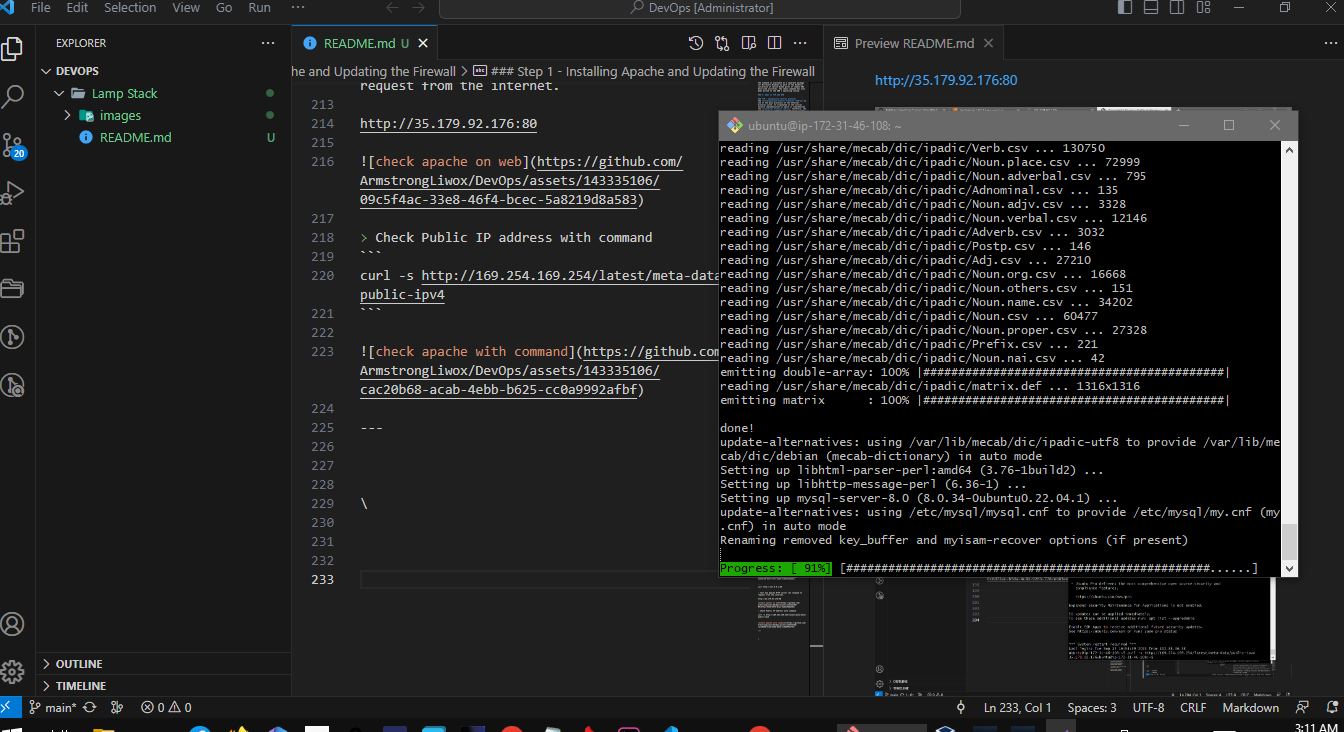 File Edit Selection View Go Run ···
DevOps [Administrator]
EXPLORER
···
DEVOPS
Lamp Stack
images
README.md U
20
OUTLINE
TIMELINE
README.md U
···
he and Updating the Firewall > ### Step 1 - Installing Apache and Updating the Firewall
request from the internet.
213
214 http://35.179.92.176:80
215
216 ![check apache on web](https://github.com/
ArmstrongLiwox/DevOps/assets/143335106/
09c5f4ac-33e8-46f4-bcec-5a8219d8a583)
217
218 > Check Public IP address with command
219 ```
220 curl -s http://169.254.169.254/latest/meta-data
public-ipv4
221 ```
222
223 ![check apache with command](https://github.com
ArmstrongLiwox/DevOps/assets/143335106/
cac20b68-acab-4ebb-b625-cc0a9992afbf)
224
225 ---
226
227
228
229 \
230
231
232
233
Preview README.md
···
http://35.179.92.176:80
ubuntu@ip-172-31-46-108: ~
reading /usr/share/mecab/dic/ipadic/Verb.csv ... 130750
reading /usr/share/mecab/dic/ipadic/Noun.place.csv ... 72999
reading /usr/share/mecab/dic/ipadic/Noun.adverbal.csv ... 795
reading /usr/share/mecab/dic/ipadic/Adnominal.csv ... 135
reading /usr/share/mecab/dic/ipadic/Noun.adjv.csv ... 3328
reading /usr/share/mecab/dic/ipadic/Noun.verbal.csv ... 12146
reading /usr/share/mecab/dic/ipadic/Adverb.csv ... 3032
reading /usr/share/mecab/dic/ipadic/Postp.csv ... 146
reading /usr/share/mecab/dic/ipadic/Adj.csv ... 27210
reading /usr/share/mecab/dic/ipadic/Noun.org.csv ... 16668
reading /usr/share/mecab/dic/ipadic/Noun.others.csv ... 151
reading /usr/share/mecab/dic/ipadic/Noun.name.csv ... 34202
reading /usr/share/mecab/dic/ipadic/Noun.csv ... 60477
reading /usr/share/mecab/dic/ipadic/Noun.proper.csv ... 27328
reading /usr/share/mecab/dic/ipadic/Prefix.csv ... 221
reading /usr/share/mecab/dic/ipadic/Noun.nai.csv ... 42
emitting double-array: 100% |###########################################|
reading /usr/share/mecab/dic/ipadic/matrix.def ... 1316x1316
emitting matrix      : 100% |###########################################|
done!
update-alternatives: using /var/lib/mecab/dic/ipadic-utf8 to provide /var/lib/me
cab/dic/debian (mecab-dictionary) in auto mode
Setting up libhtml-parser-perl:amd64 (3.76-1build2) ...
Setting up libhttp-message-perl (6.36-1) ...
Setting up mysql-server-8.0 (8.0.34-0ubuntu0.22.04.1) ...
update-alternatives: using /etc/mysql/mysql.cnf to provide /etc/mysql/my.cnf (my
.cnf) in auto mode
Renaming removed key_buffer and myisam-recover options (if present)
Progress: [ 91%] [####################################################......]
main* 0 0
Ln 233, Col 1 Spaces: 3 UTF-8 CRLF Markdown
3:11 AM